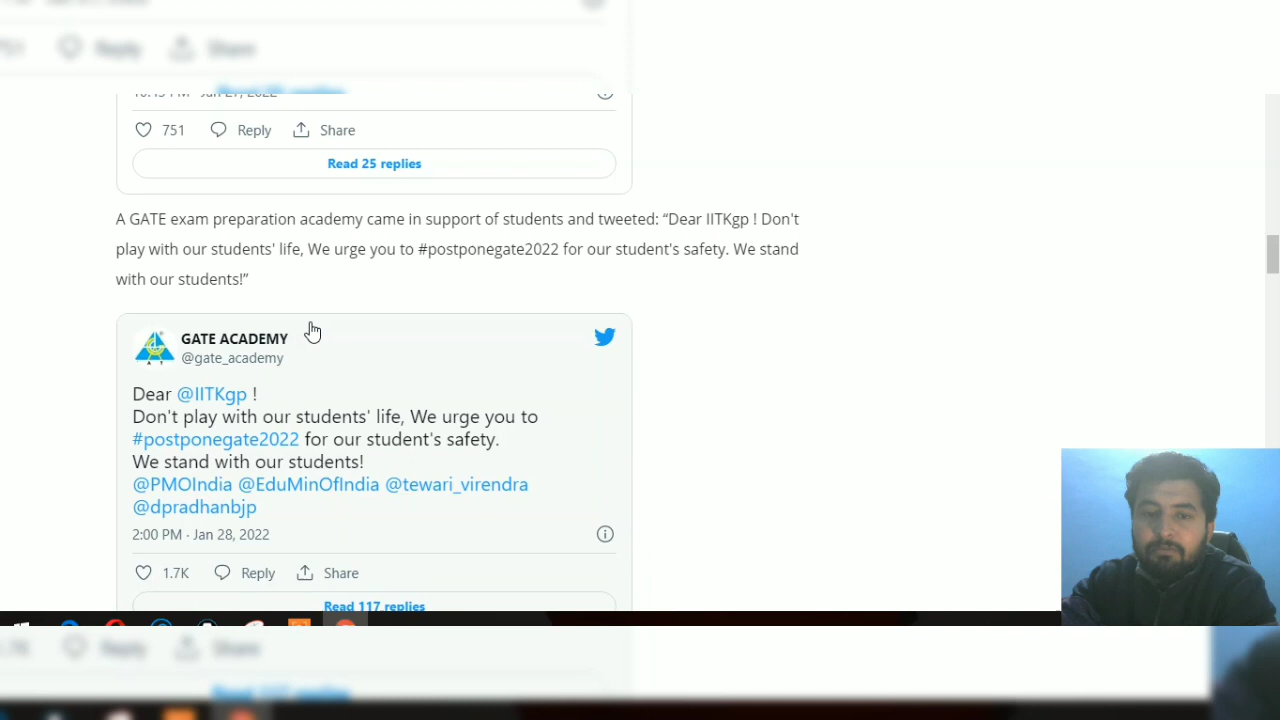 Reply Share
751 Reply Share
Read 25 replies
A GATE exam preparation academy came in support of students and tweeted: “Dear IITKgp ! Don't
play with our students' life, We urge you to #postponegate2022 for our student's safety. We stand
with our students!”
GATE ACADEMY
@gate_academy
Dear @IITKgp !
Don't play with our students' life, We urge you to
#postponegate2022 for our student's safety.
We stand with our students!
@PMOIndia @EduMinOfIndia @tewari_virendra
@dpradhanbjp
2:00 PM · Jan 28, 2022
1.7K Reply Share
Read 117 replies
Reply Share